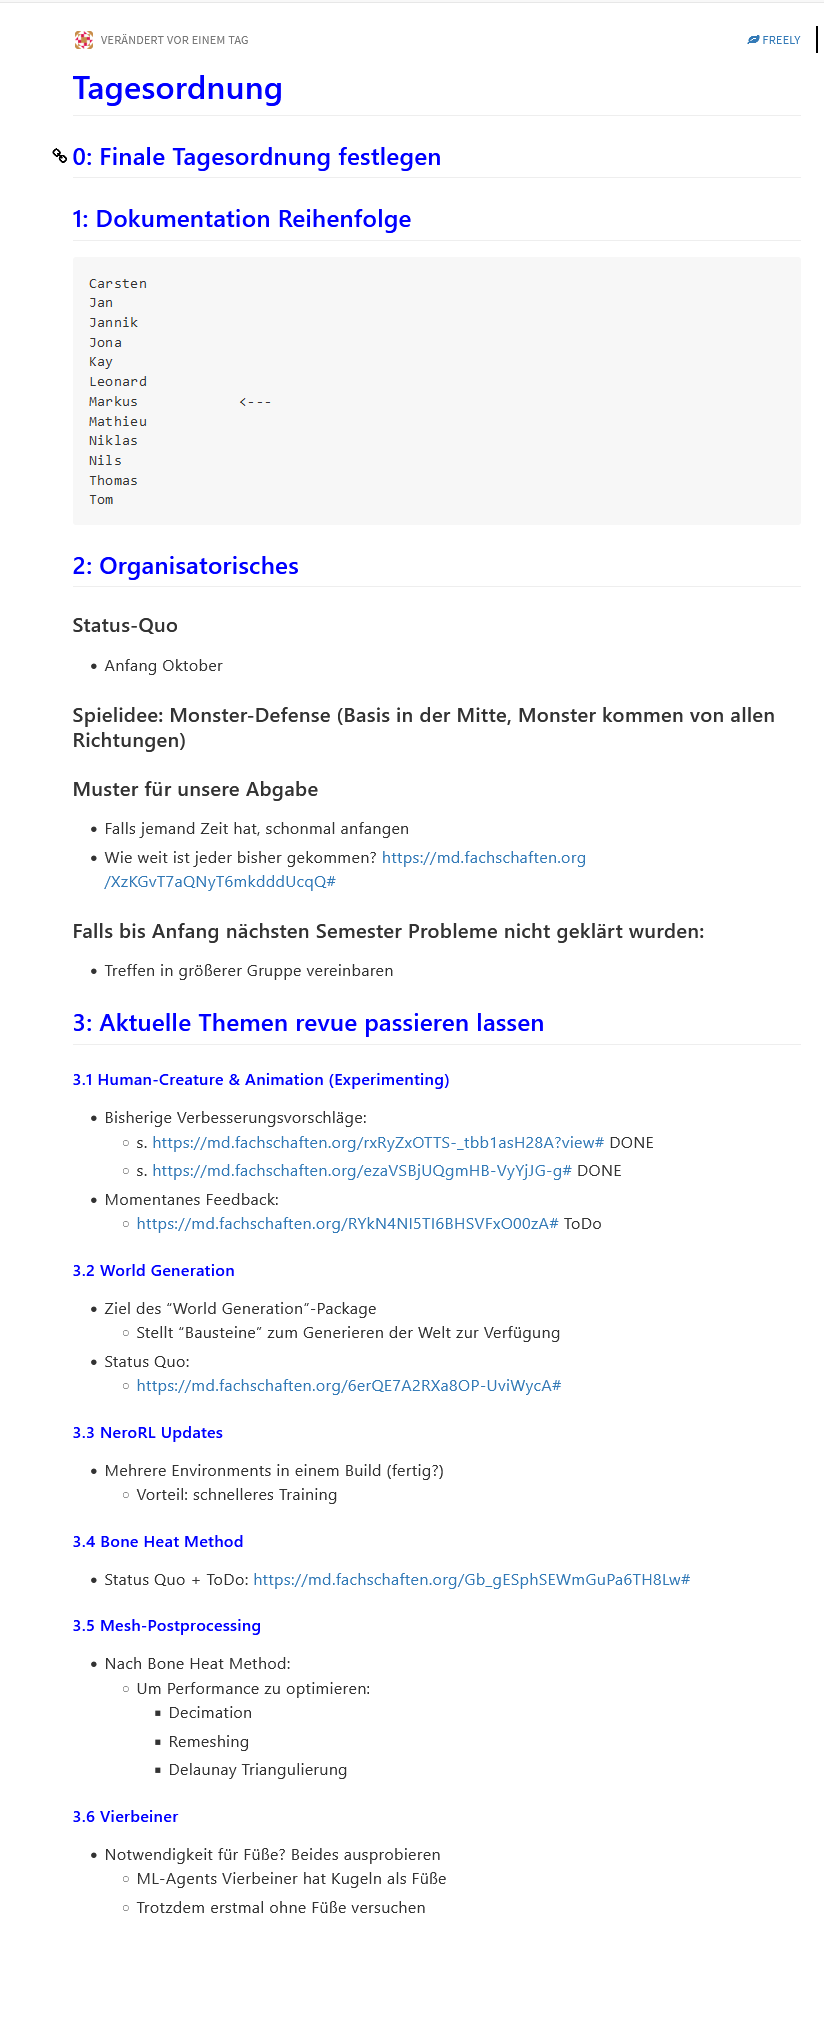 VERÄNDERT VOR EINEM TAG
FREELY
Tagesordnung
0: Finale Tagesordnung festlegen
1: Dokumentation Reihenfolge
Carsten
Jan
Jannik
Jona
Kay
Leonard
Markus <---
Mathieu
Niklas
Nils
Thomas
Tom
2: Organisatorisches
Status-Quo
• Anfang Oktober
Spielidee: Monster-Defense (Basis in der Mitte, Monster kommen von allen
Richtungen)
Muster für unsere Abgabe
• Falls jemand Zeit hat, schonmal anfangen
• Wie weit ist jeder bisher gekommen? https://md.fachschaften.org
/XzKGvT7aQNyT6mkdddUcqQ#
Falls bis Anfang nächsten Semester Probleme nicht geklärt wurden:
• Treffen in größerer Gruppe vereinbaren
3: Aktuelle Themen revue passieren lassen
3.1 Human-Creature & Animation (Experimenting)
• Bisherige Verbesserungsvorschläge:
○ s. https://md.fachschaften.org/rxRyZxOTTS-_tbb1asH28A?view# DONE
○ s. https://md.fachschaften.org/ezaVSBjUQgmHB-VyYjJG-g# DONE
• Momentanes Feedback:
○ https://md.fachschaften.org/RYkN4NI5TI6BHSVFxO00zA# ToDo
3.2 World Generation
• Ziel des “World Generation”-Package
○ Stellt “Bausteine” zum Generieren der Welt zur Verfügung
• Status Quo:
○ https://md.fachschaften.org/6erQE7A2RXa8OP-UviWycA#
3.3 NeroRL Updates
• Mehrere Environments in einem Build (fertig?)
○ Vorteil: schnelleres Training
3.4 Bone Heat Method
• Status Quo + ToDo: https://md.fachschaften.org/Gb_gESphSEWmGuPa6TH8Lw#
3.5 Mesh-Postprocessing
• Nach Bone Heat Method:
○ Um Performance zu optimieren:
▪ Decimation
▪ Remeshing
▪ Delaunay Triangulierung
3.6 Vierbeiner
• Notwendigkeit für Füße? Beides ausprobieren
○ ML-Agents Vierbeiner hat Kugeln als Füße
○ Trotzdem erstmal ohne Füße versuchen